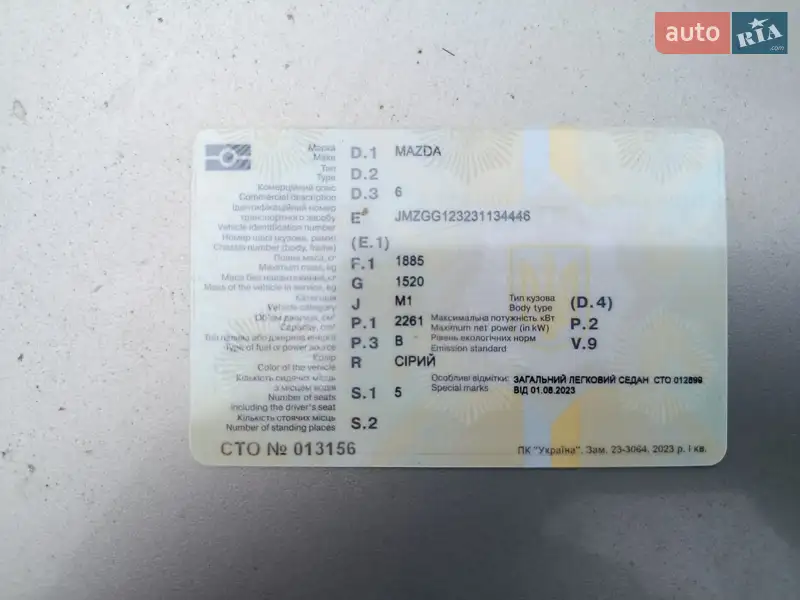 auto RIA .com
Марка D.1 MAZDA
Make
Тип D.2
Type
Комерційний опис D.3 6
Commercial description
Ідентифікаційний номер
транспортного засобу E JMZGG123231134446
Vehicle identification number
Номер шасі (кузова, рами) (E.1)
Chassis number (body, frame)
Повна маса, кг F.1 1885
Maximum mass, kg
Маса без навантаження, кг G 1520
Mass of the vehicle in service, kg
Категорія J M1 Тип кузова (D.4)
Vehicle category Body type
Об'єм двигуна, см³ P.1 2261 Максимальна потужність кВт P.2
Capacity, cm³ Maximum net power (in kW)
Тип пального або джерела енергії P.3 B Рівень екологічних норм V.9
Type of fuel or power source Emission standard
Колір R СІРИЙ
Color of the vehicle
Кількість сидячих місць Особливі відмітки: ЗАГАЛЬНИЙ ЛЕГКОВИЙ СЕДАН СТО 012899
з місцем водія S.1 5 Special marks ВІД 01.08.2023
Number of seats
including the driver's seat
Кількість стоячих місць S.2
Number of standing places
СТО № 013156 ПК "Україна". Зам. 23-3064. 2023 р. І кв.